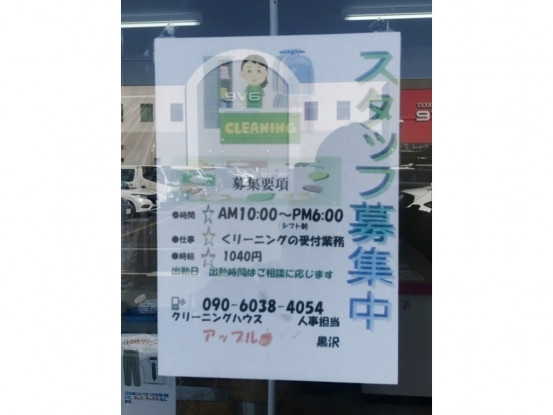 スタッフ募集中
CLEANING
募集要項
●時間 ☆ AM10:00～PM6:00
シフト制
●仕事 ☆ くリーニングの受付業務
●時給 ☆ 1040円
出勤日 出勤時間はご相談に応じます
090-6038-4054
クリーニングハウス 人事担当
アップル 黒沢